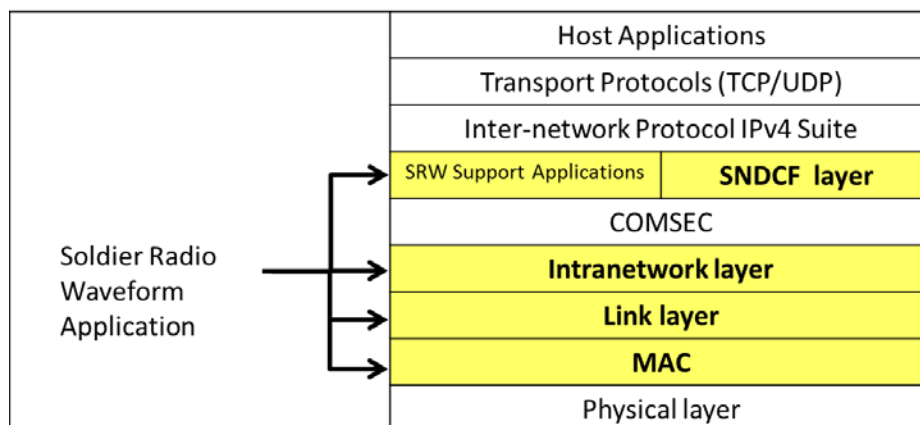 Host Applications
Transport Protocols (TCP/UDP)
Inter-network Protocol IPv4 Suite
SRW Support Applications
SNDCF layer
COMSEC
Soldier Radio
Waveform
Application
Intranetwork layer
Link layer
MAC
Physical layer